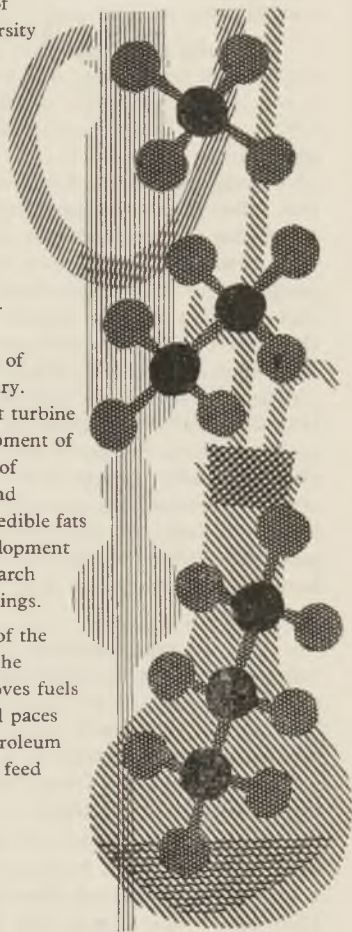 of
rsity
.
of
ry.
t turbine
pment of
of
nd
edible fats
lopment
arch
ings.
of the
he
oves fuels
l paces
roleum
feed